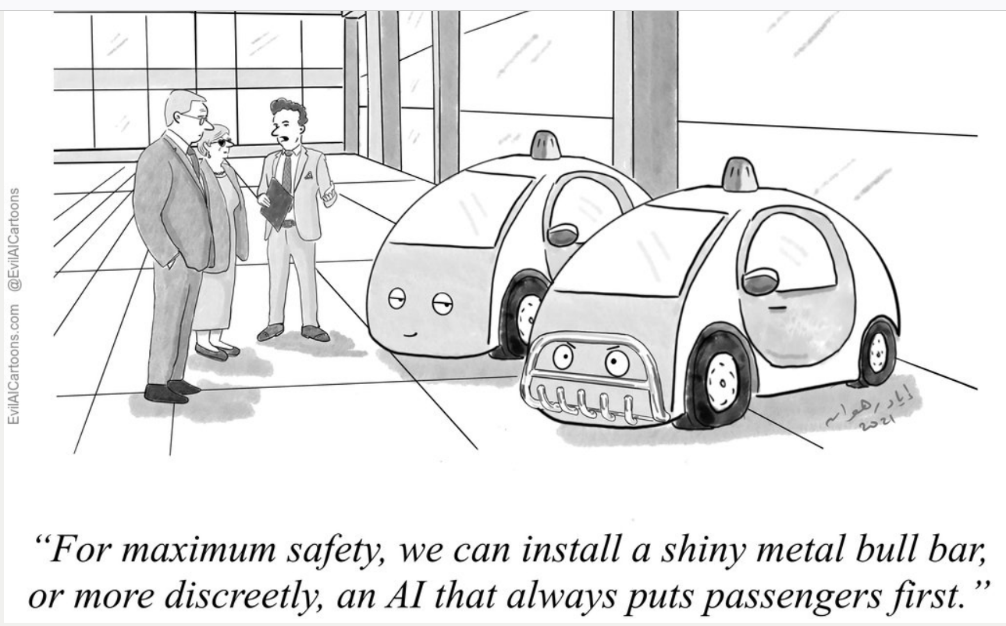 EvilAICartoons.com @EvilAICartoons
اياد رهوان
2021
“For maximum safety, we can install a shiny metal bull bar,
or more discreetly, an AI that always puts passengers first.”